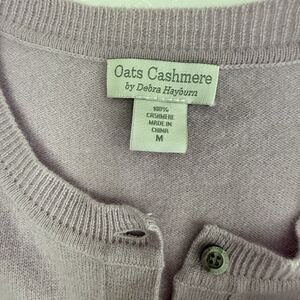 Oats Cashmere
by Debra Hayburn
100%
CASHMERE
MADE IN
CHINA
M